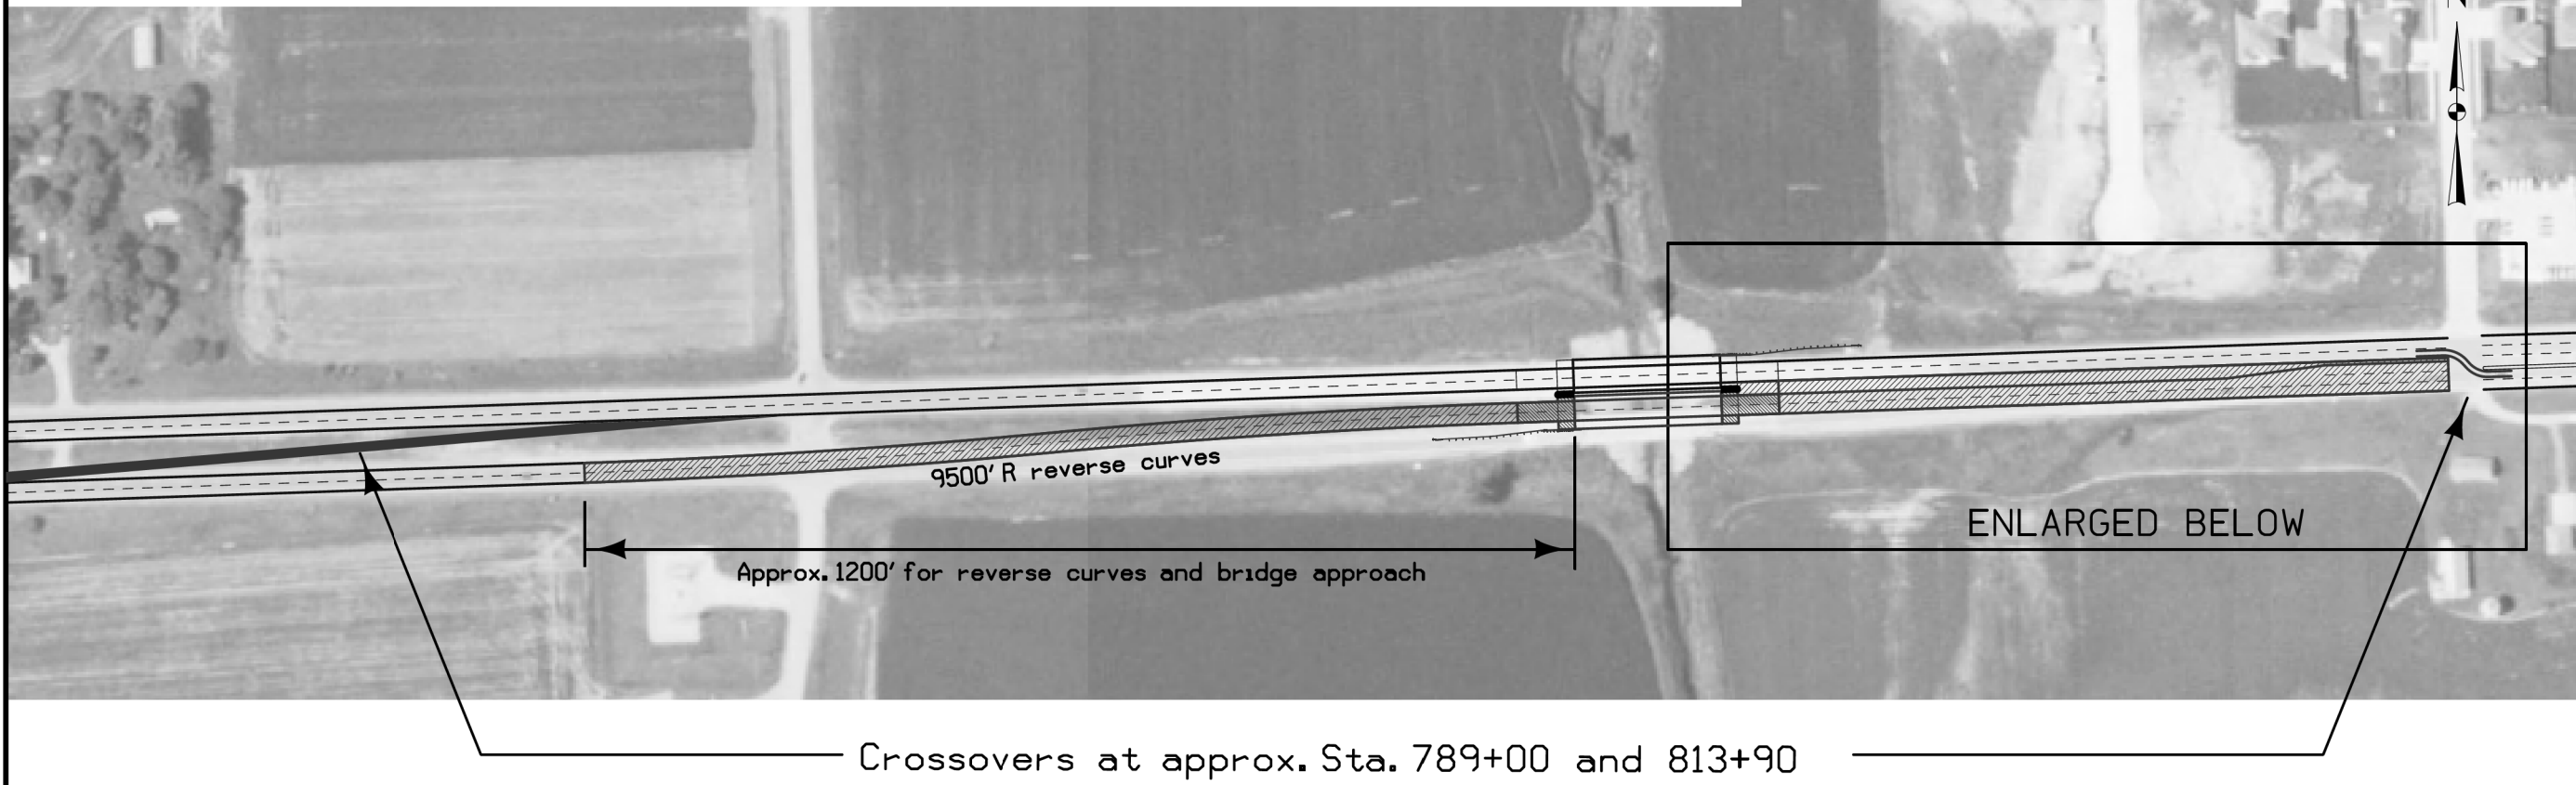 9500' R reverse curves
ENLARGED BELOW
Approx. 1200' for reverse curves and bridge approach
Crossovers at approx. Sta. 789+00 and 813+90